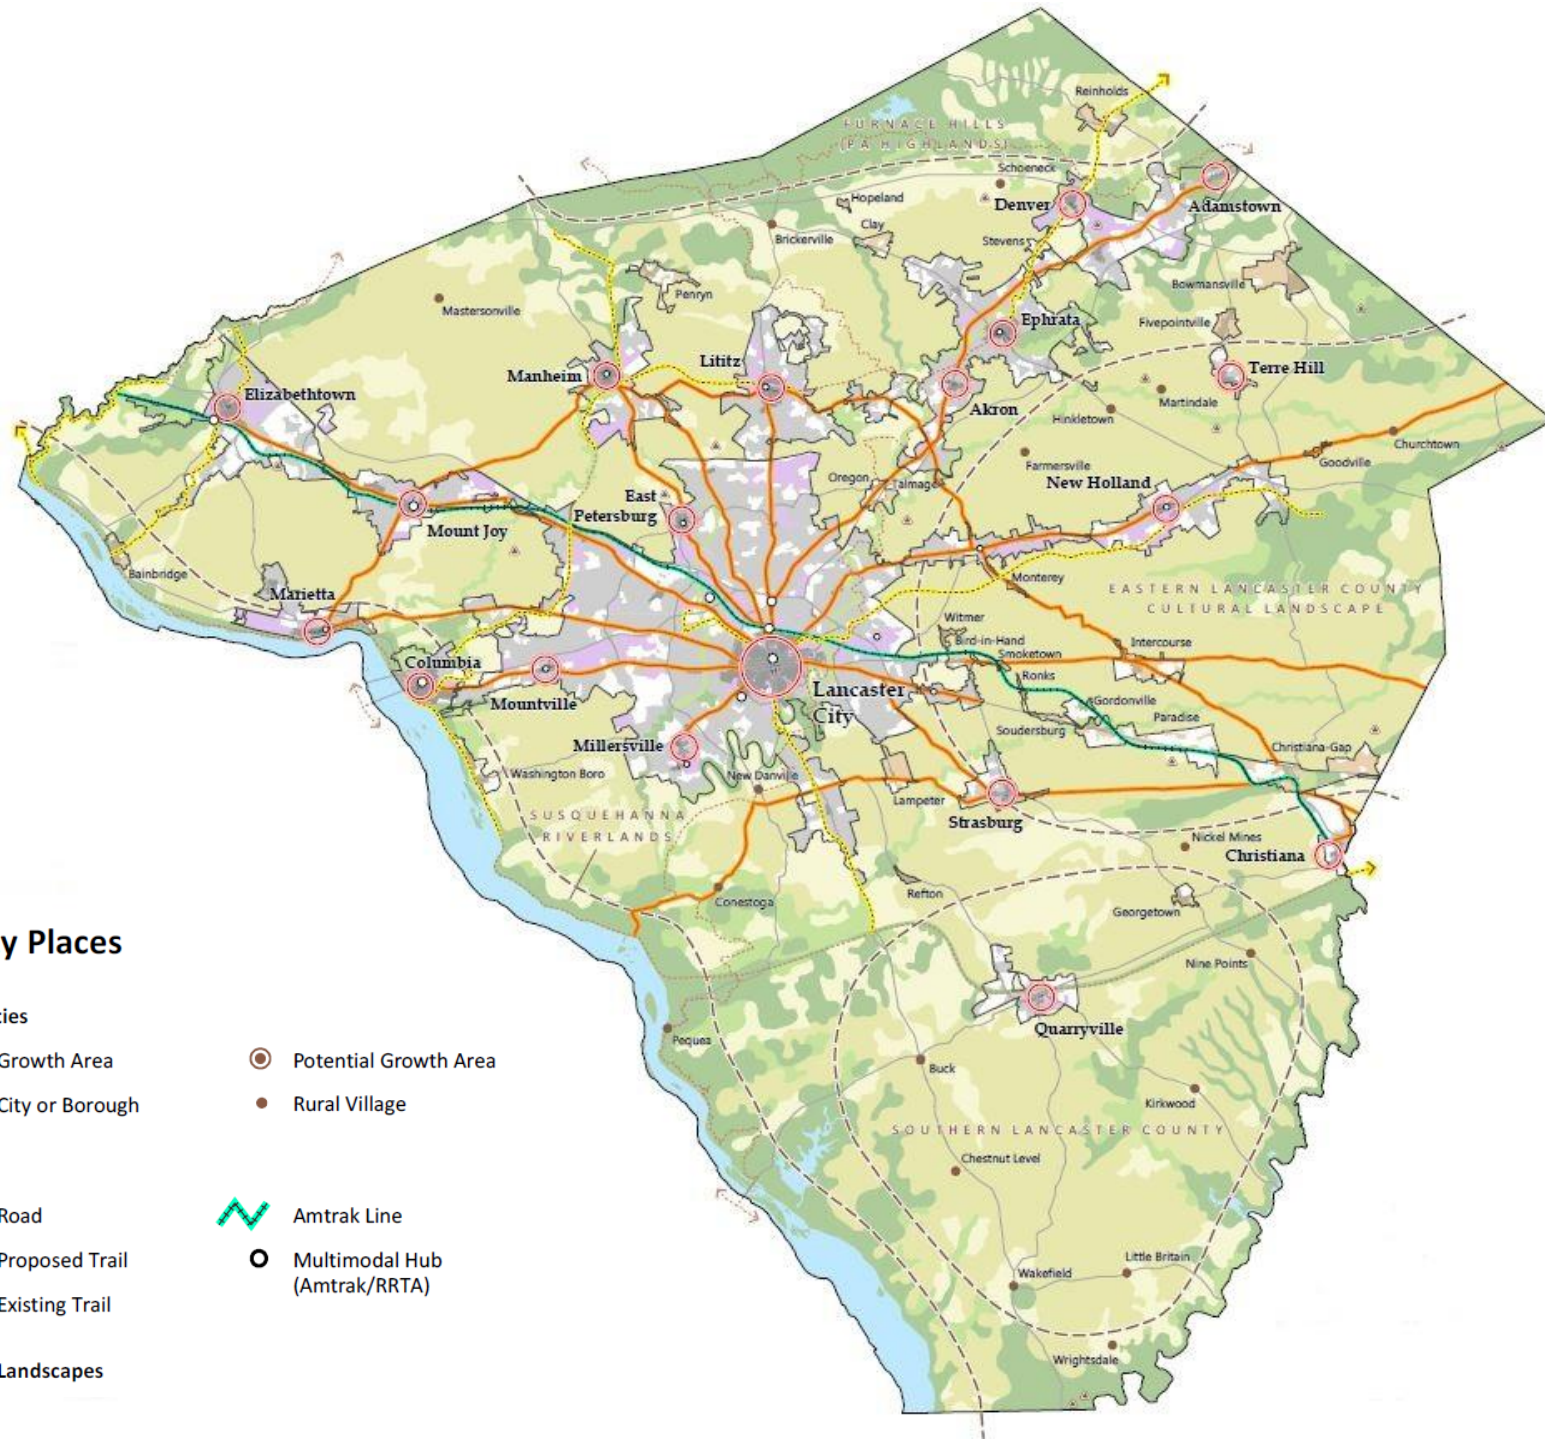 Reinholds
FURNACE HILLS
(PA HIGHLANDS)
Schoeneck
Hopeland
Denver
Adamstown
Clay
Brickerville
Stevens
Bowmansville
Penryn
Mastersonville
Ephrata
Fivepointville
Lititz
Manheim
Terre Hill
Elizabethtown
Akron
Martindale
Hinkletown
Churchtown
Farmersville
Goodville
Oregon
Talmage
New Holland
East
Petersburg
Mount Joy
Bainbridge
Monterey
EASTERN LANCASTER COUNTY
CULTURAL LANDSCAPE
Marietta
Witmer
Bird-in-Hand
Intercourse
Smoketown
Columbia
Ronks
Lancaster
City
Mountville
Gordonville
Paradise
Soudersburg
Millersville
Christiana-Gap
Washington Boro
New Danville
Lampeter
SUSQUEHANNA
RIVERLANDS
Strasburg
Nickel Mines
Christiana
Refton
Conestoga
Georgetown
Nine Points
Quarryville
Pequea
Buck
Kirkwood
SOUTHERN LANCASTER COUNTY
Chestnut Level
Little Britain
Wakefield
Wrightsdale
y Places
ties
Growth Area
Potential Growth Area
City or Borough
Rural Village
Road
Amtrak Line
Proposed Trail
Multimodal Hub
(Amtrak/RRTA)
Existing Trail
Landscapes